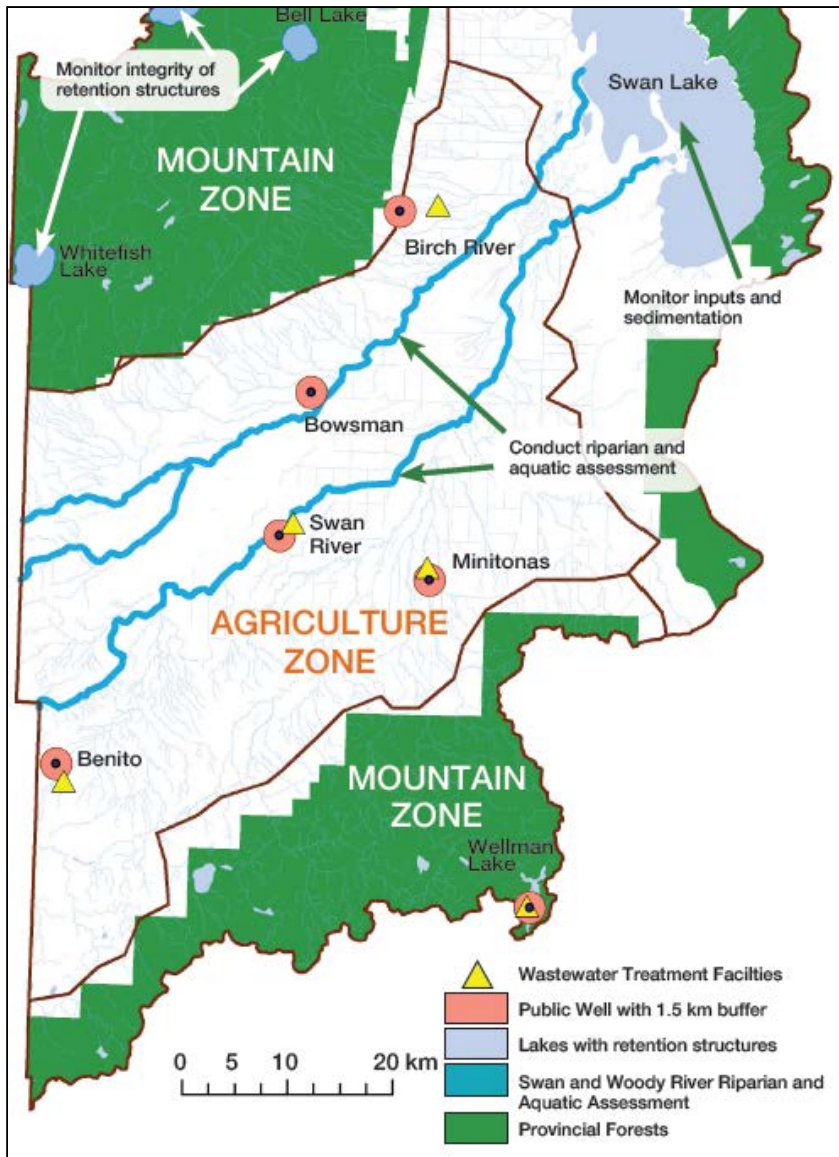 Bell Lake
Monitor integrity of
retention structures
Swan Lake
MOUNTAIN
ZONE
Birch River
Whitefish
Lake
Monitor inputs and
sedimentation
Bowsman
Conduct riparian and
aquatic assessment
Swan
River
Minitonas
AGRICULTURE
ZONE
Benito
MOUNTAIN
ZONE
Wellman
Lake
Wastewater Treatment Facilties
Public Well with 1.5 km buffer
Lakes with retention structures
Swan and Woody River Riparian and
Aquatic Assessment
Provincial Forests
0 5 10 20 km